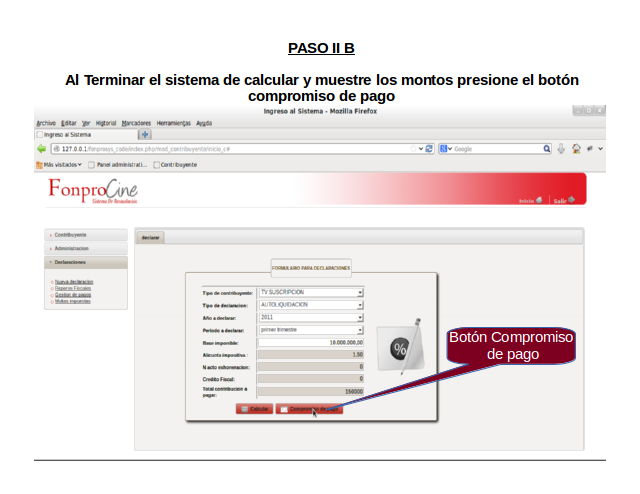 PASO II B
Al Terminar el sistema de calcular y muestre los montos presione el botón
compromiso de pago
Ingreso al Sistema - Mozilla Firefox
Archivo Editar Ver Historial Marcadores Herramientas Ayuda
Ingreso al Sistema
127.0.0.1/fonprosys_code/index.php/mod_contribuyente/inicio_c#
Google
Más visitados Panel administrati... Contribuyente
FonproCine
Sistema De Recaudación
Iniciar Salir
Contribuyente
Administracion
Declaraciones
Nueva declaracion
Reparos Fiscales
Gestion de pagos
Multas impuestas
declarar
FORMULARIO PARA DECLARACIONES
Tipo de contribuyente: TV SUSCRIPCION
Tipo de declaracion: AUTOLIQUIDACION
Año a declarar: 2011
Periodo a declarar: primer trimestre
Base imponible: 10.000.000,00
Alicuota impositiva : 1.50
N acto exhoneracion: 0
Credito Fiscal: 0
Total contribucion a
pagar: 150000
Calcular Compromiso de pago
%
Botón Compromiso
de pago